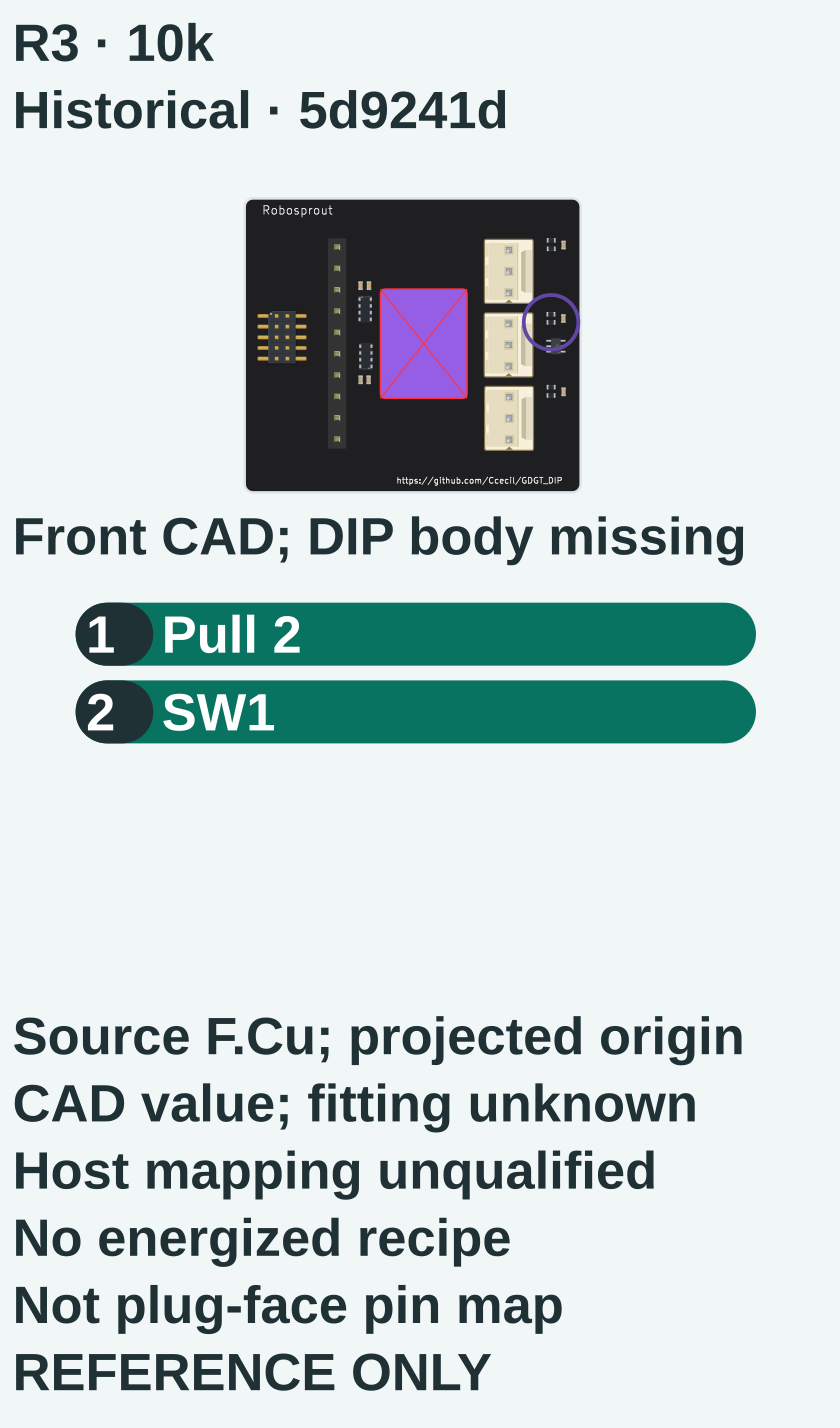 R3 · 10k
Historical · 5d9241d
Robosprout
https://github.com/Ccecil/GDGT_DIP
Front CAD; DIP body missing
1 Pull 2
2 SW1
Source F.Cu; projected origin
CAD value; fitting unknown
Host mapping unqualified
No energized recipe
Not plug-face pin map
REFERENCE ONLY